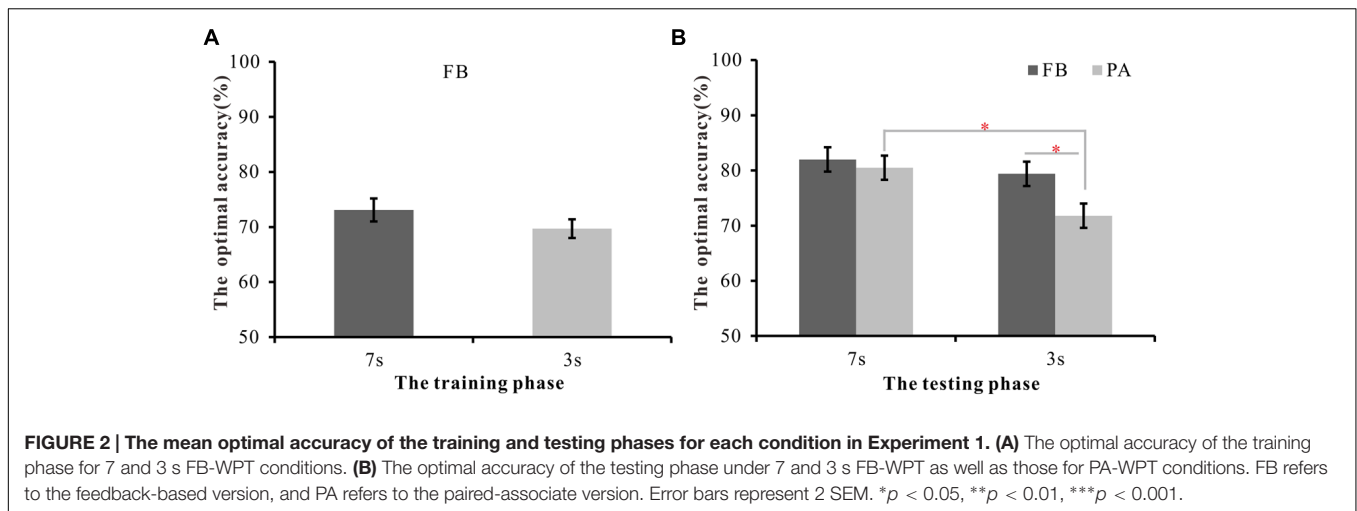 A
The optimal accuracy(%)
100
90
80
70
60
50
FB
7s
3s
The training phase
B
The optimal accuracy(%)
100
90
80
70
60
50
FB PA
*
*
7s
3s
The testing phase
FIGURE 2 | The mean optimal accuracy of the training and testing phases for each condition in Experiment 1. (A) The optimal accuracy of the training
phase for 7 and 3 s FB-WPT conditions. (B) The optimal accuracy of the testing phase under 7 and 3 s FB-WPT as well as those for PA-WPT conditions. FB refers
to the feedback-based version, and PA refers to the paired-associate version. Error bars represent 2 SEM. *p < 0.05, **p < 0.01, ***p < 0.001.